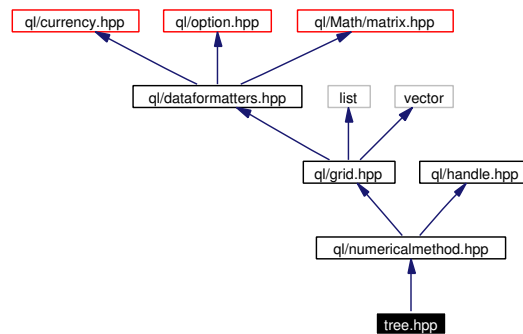 ql/currency.hpp ql/option.hpp ql/Math/matrix.hpp
ql/dataformatters.hpp list vector
ql/grid.hpp ql/handle.hpp
ql/numericalmethod.hpp
tree.hpp